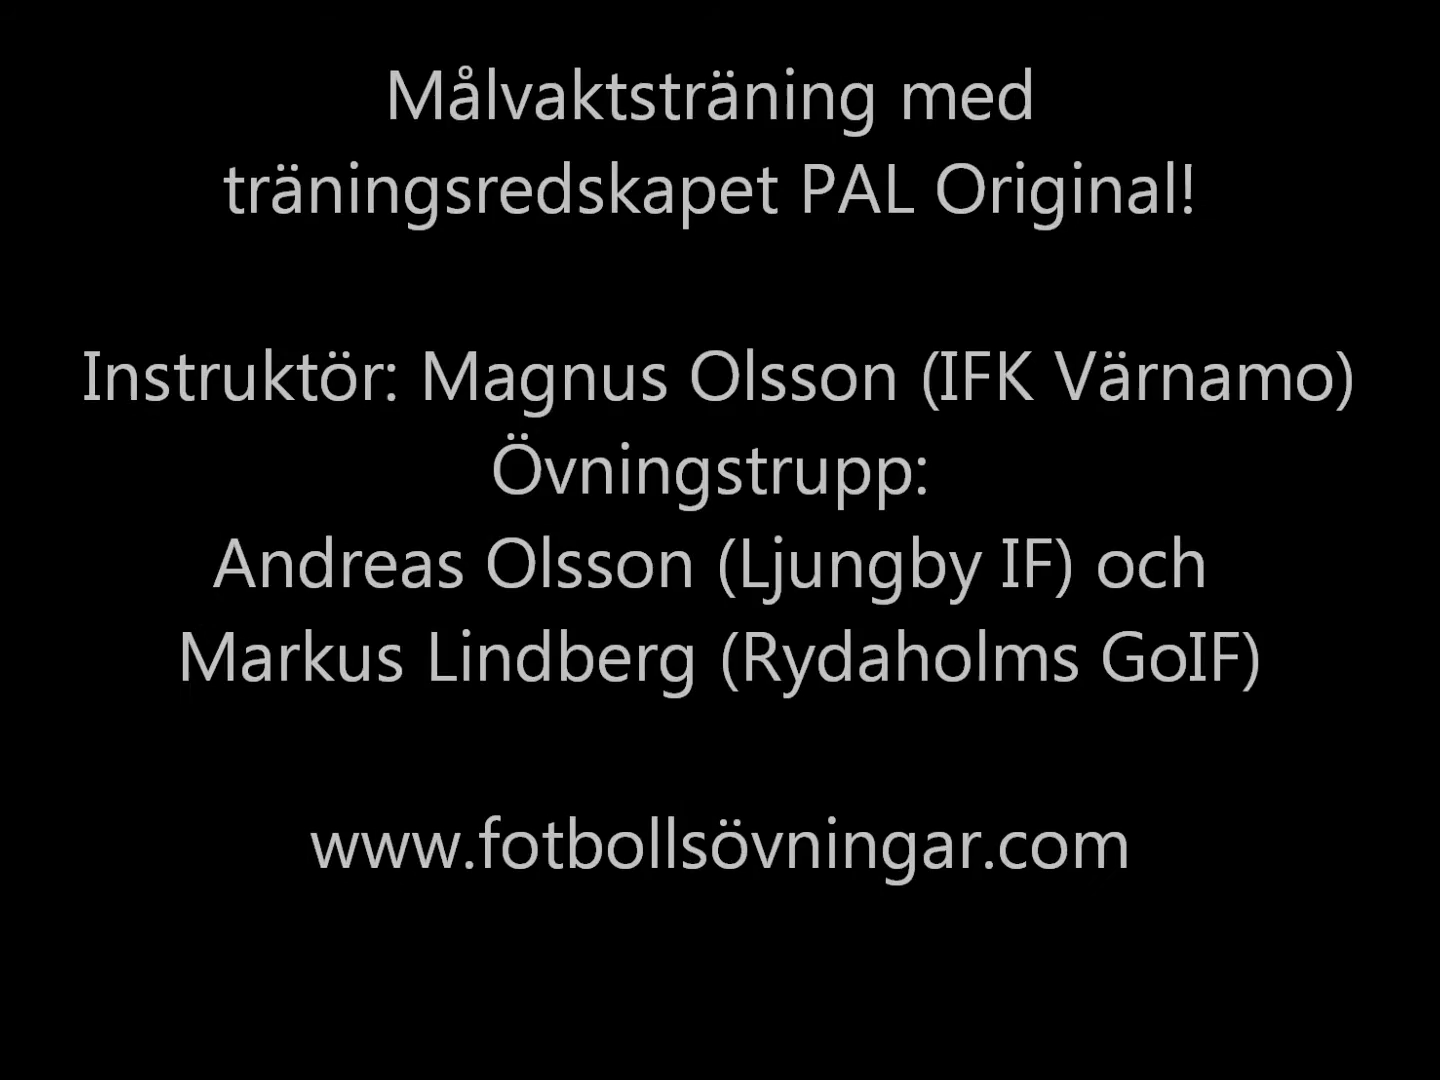 Målvaktsträning med
träningsredskapet PAL Original!
Instruktör: Magnus Olsson (IFK Värnamo)
Övningstrupp:
Andreas Olsson (Ljungby IF) och
Markus Lindberg (Rydaholms GoIF)
www.fotbollsövningar.com